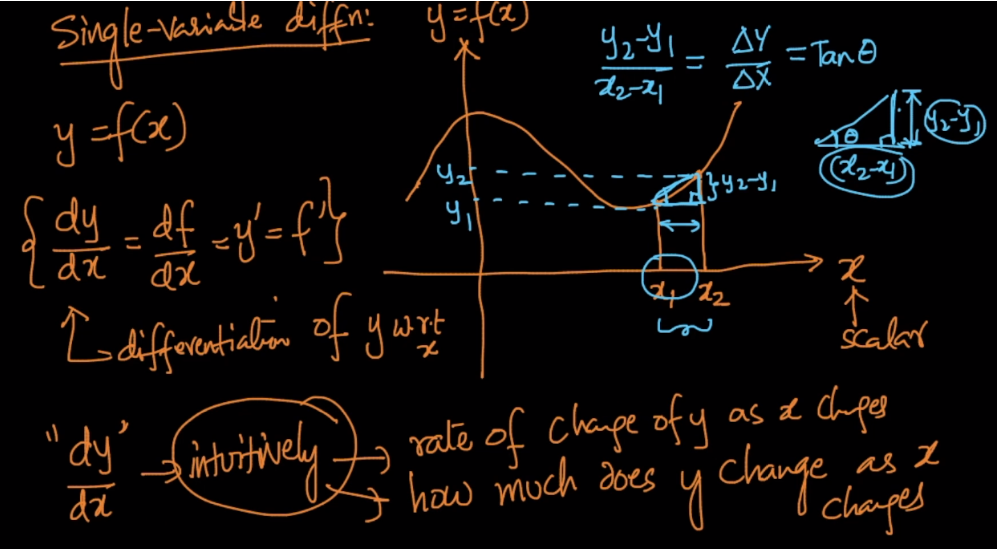 Single-Variable diffn:
y = f(x)
y = f(x)
{ dy/dx = df/dx = y' = f' }
differentiation of y w.r.t x
y2-y1/x2-x1 = ΔY/ΔX = Tan θ
θ
y2-y1
(x2-x1)
y2
y1
} y2-y1
x1 x2
x
scalar
"dy/dx" → intuitively → rate of change of y as x changes
→ how much does y change as x changes